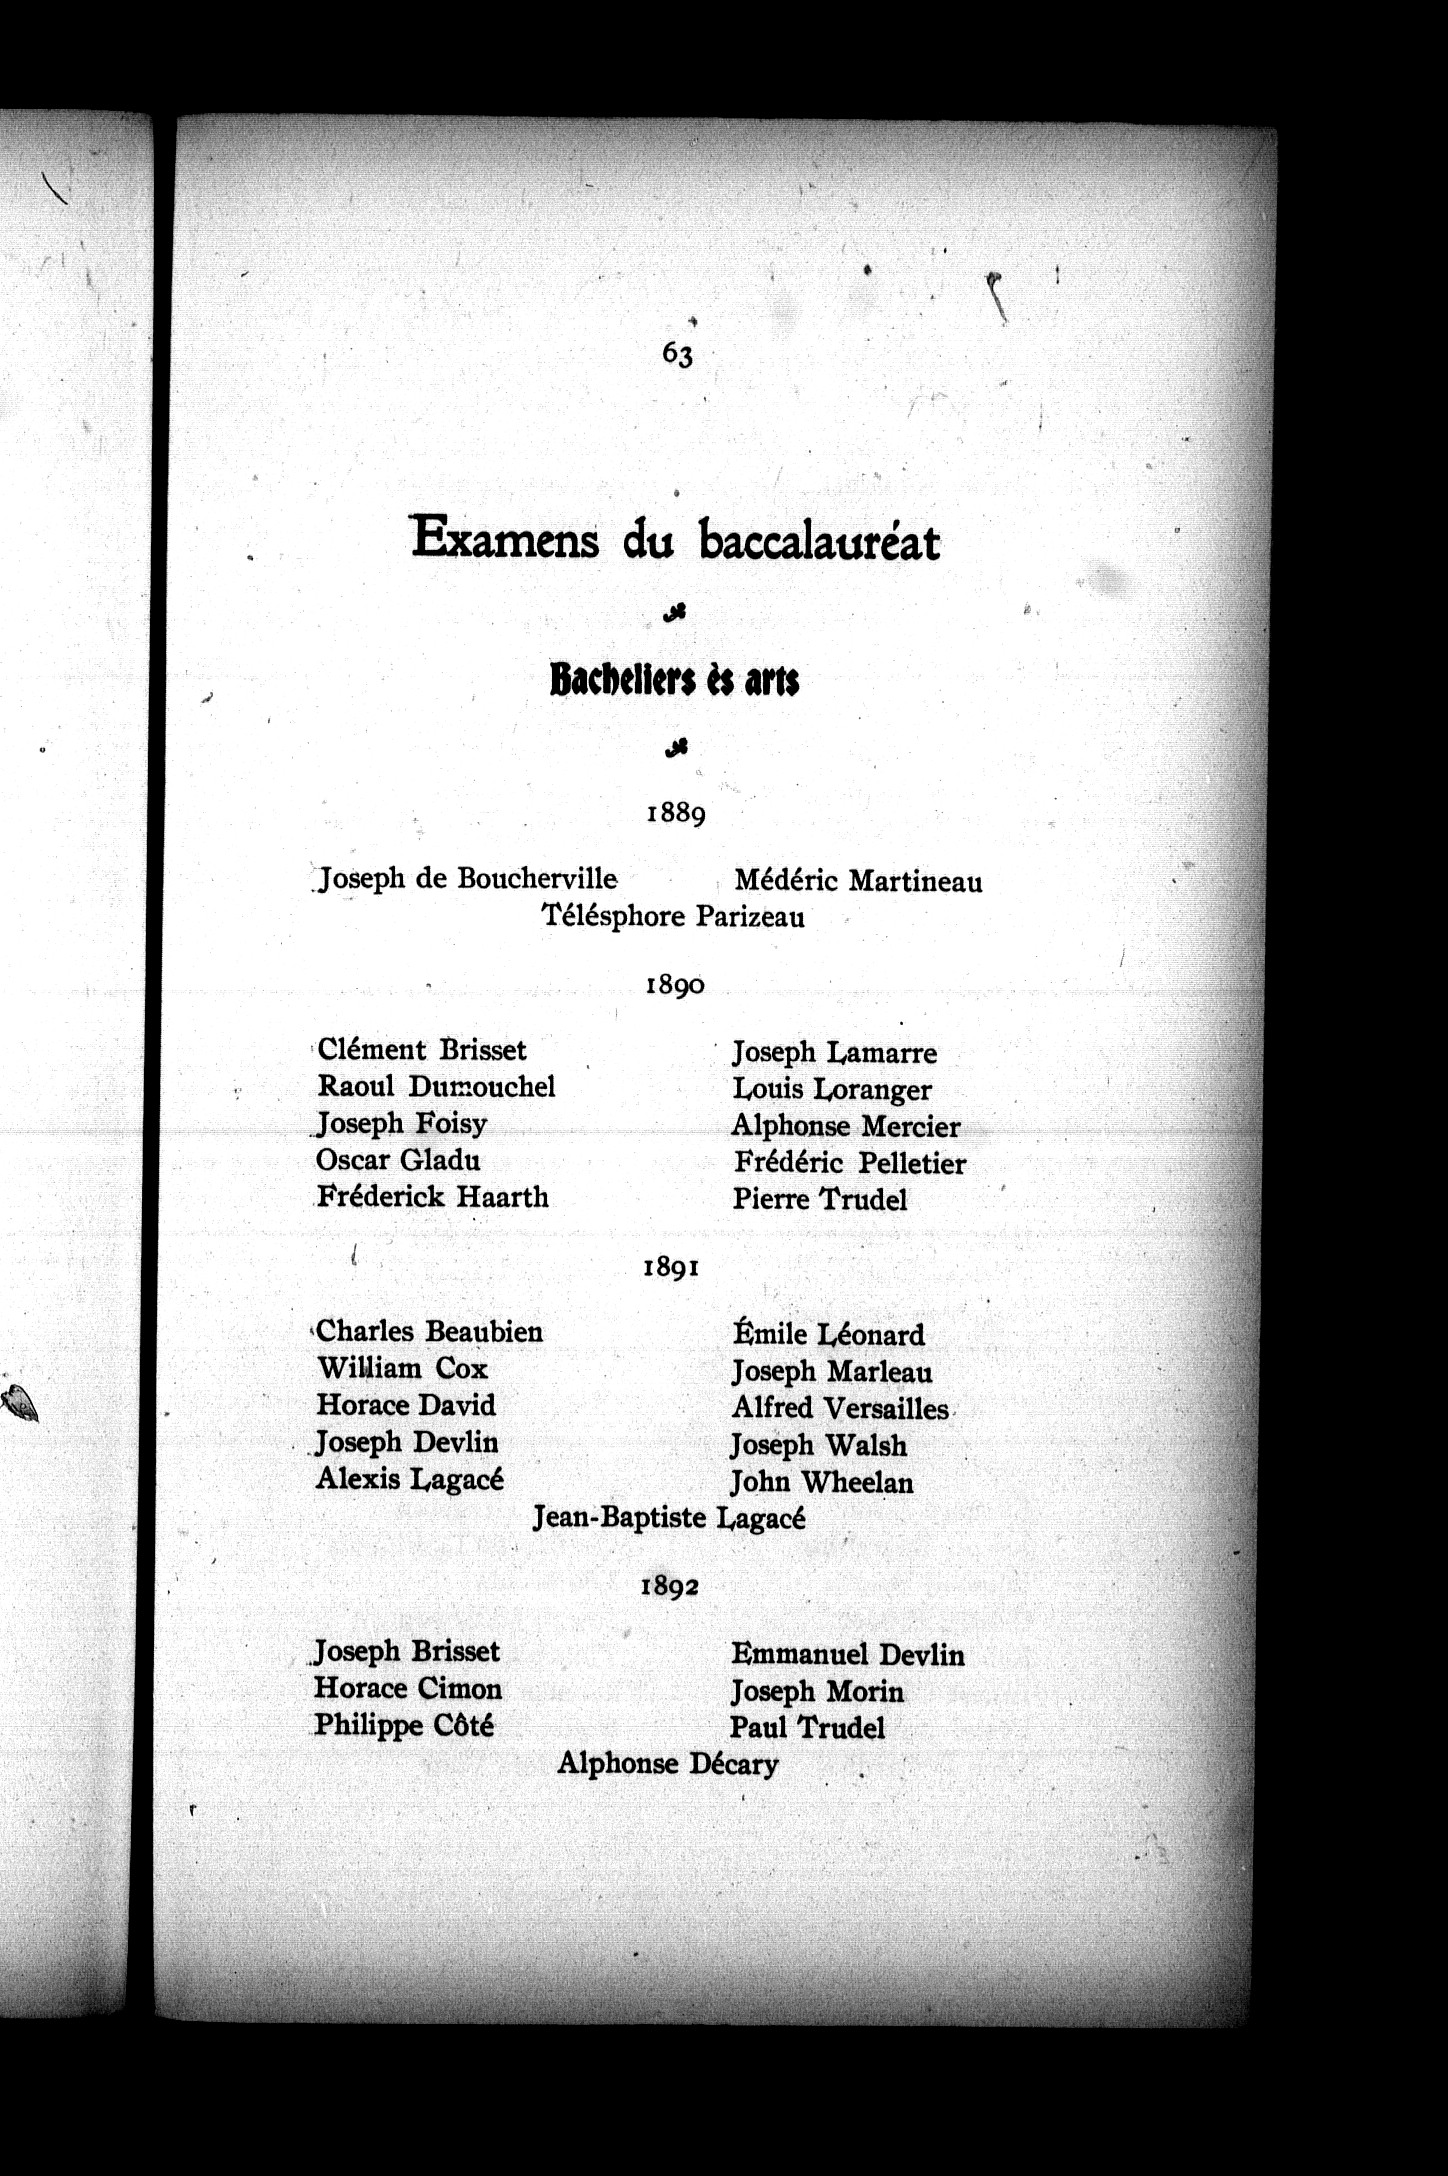 63
Examens du baccalauréat
Bacheliers ès arts
1889
Joseph de Boucherville Médéric Martineau
Télésphore Parizeau
1890
Clément Brisset Joseph Lamarre
Raoul Dumouchel Louis Loranger
Joseph Foisy Alphonse Mercier
Oscar Gladu Frédéric Pelletier
Fréderick Haarth Pierre Trudel
1891
Charles Beaubien Émile Léonard
William Cox Joseph Marleau
Horace David Alfred Versailles
Joseph Devlin Joseph Walsh
Alexis Lagacé John Wheelan
Jean-Baptiste Lagacé
1892
Joseph Brisset Emmanuel Devlin
Horace Cimon Joseph Morin
Philippe Côté Paul Trudel
Alphonse Décary